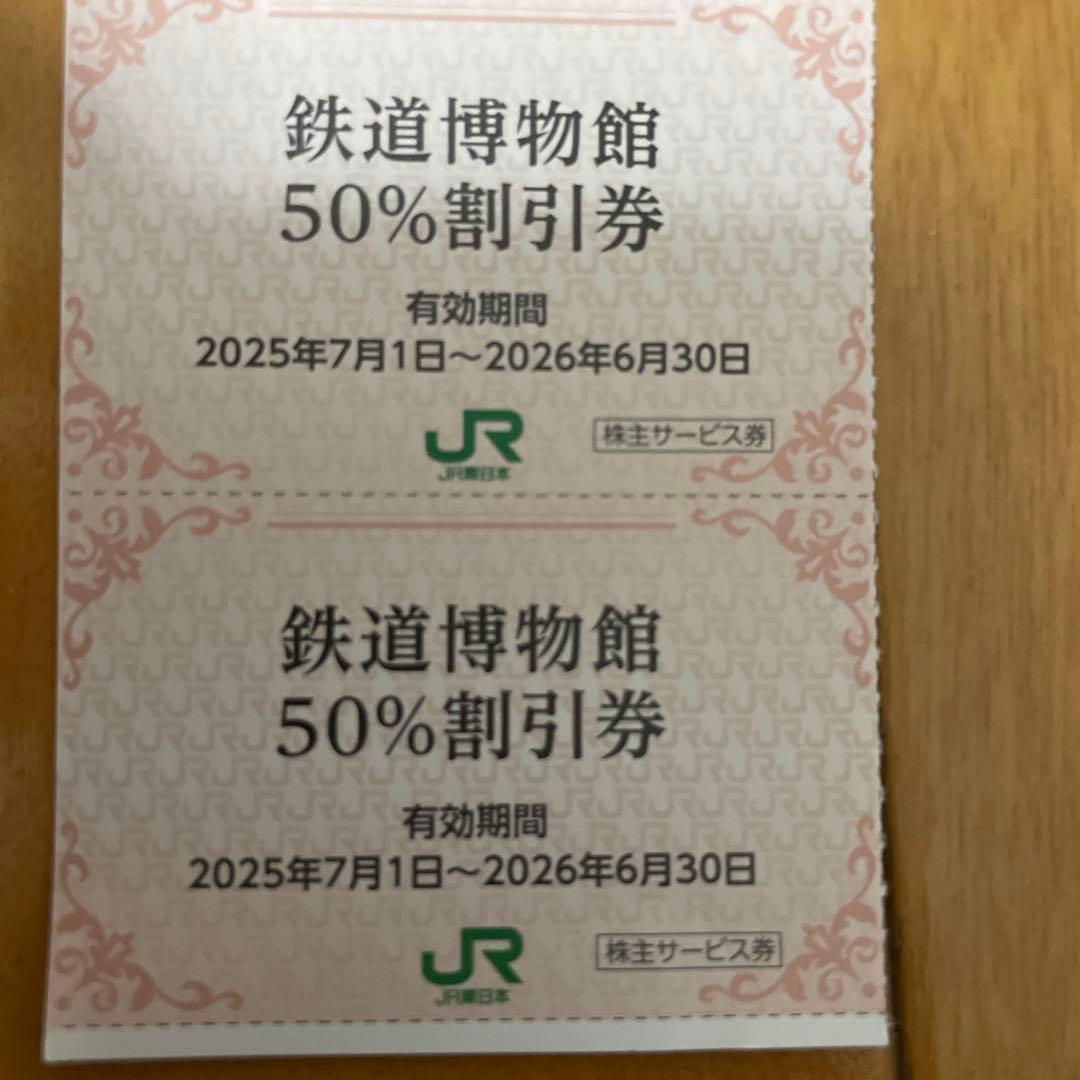 鉄道博物館
50%割引券
有効期間
2025年7月1日～2026年6月30日
JR
JR東日本
株主サービス券
鉄道博物館
50%割引券
有効期間
2025年7月1日～2026年6月30日
JR
JR東日本
株主サービス券